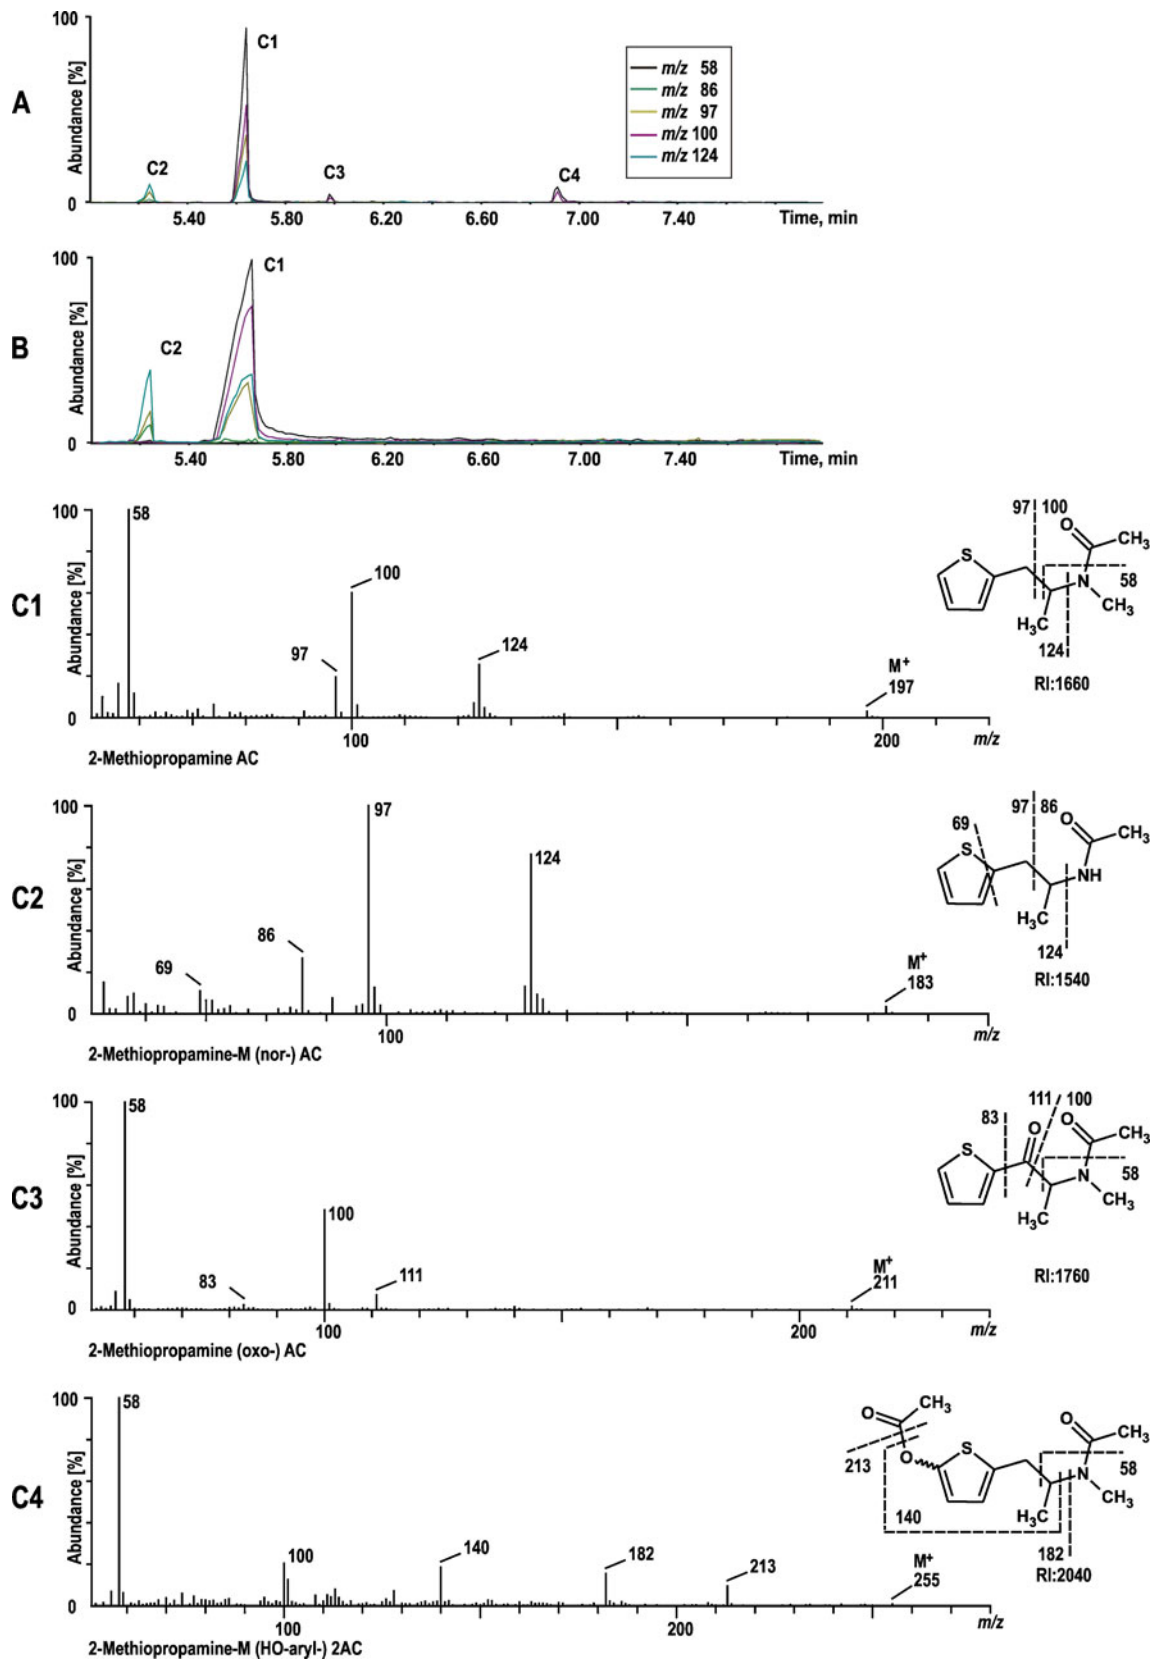 A
Abundance [%]
100
0
C2
C1
C3
C4
m/z 58
m/z 86
m/z 97
m/z 100
m/z 124
5.40 5.80 6.20 6.60 7.00 7.40 Time, min
B
Abundance [%]
100
0
C2
C1
5.40 5.80 6.20 6.60 7.00 7.40 Time, min
C1
Abundance [%]
100
0
58
97
100
124
M+
197
100 200 m/z
2-Methiopropamine AC
97 100
O
CH3
S
N
58
CH3
H3C
124
RI:1660
C2
Abundance [%]
100
0
69
86
97
124
M+
183
100 m/z
2-Methiopropamine-M (nor-) AC
69
97 86
O
CH3
S
NH
H3C
124
RI:1540
C3
Abundance [%]
100
0
58
83
100
111
M+
211
100 200 m/z
2-Methiopropamine (oxo-) AC
83
111 100
O
O
CH3
S
N
58
CH3
H3C
RI:1760
C4
Abundance [%]
100
0
58
100
140
182
213
M+
255
100 200 m/z
2-Methiopropamine-M (HO-aryl-) 2AC
O
CH3
O
CH3
213
O
S
N
58
CH3
H3C
140
182
RI:2040